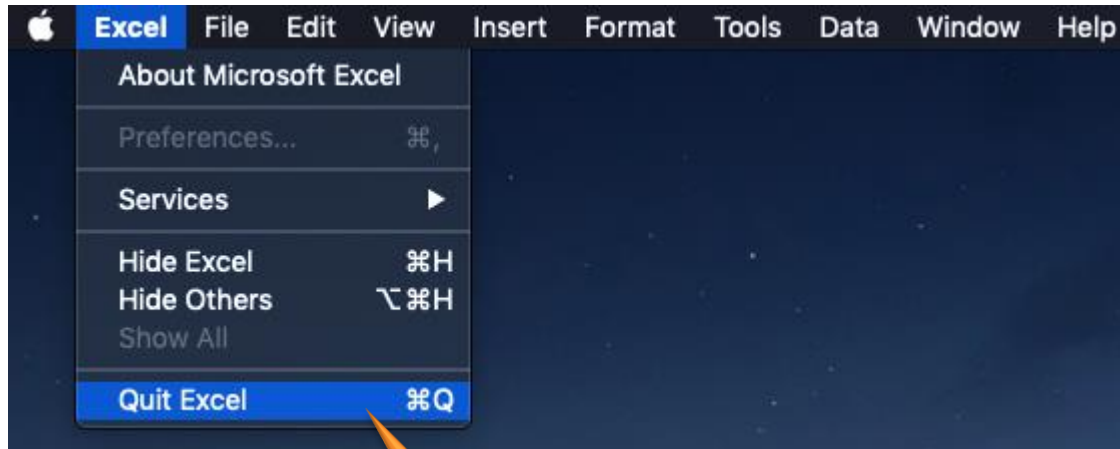 Excel File Edit View Insert Format Tools Data Window Help
About Microsoft Excel
Preferences... ⌘,
Services ▶
Hide Excel ⌘H
Hide Others ⌥⌘H
Show All
Quit Excel ⌘Q